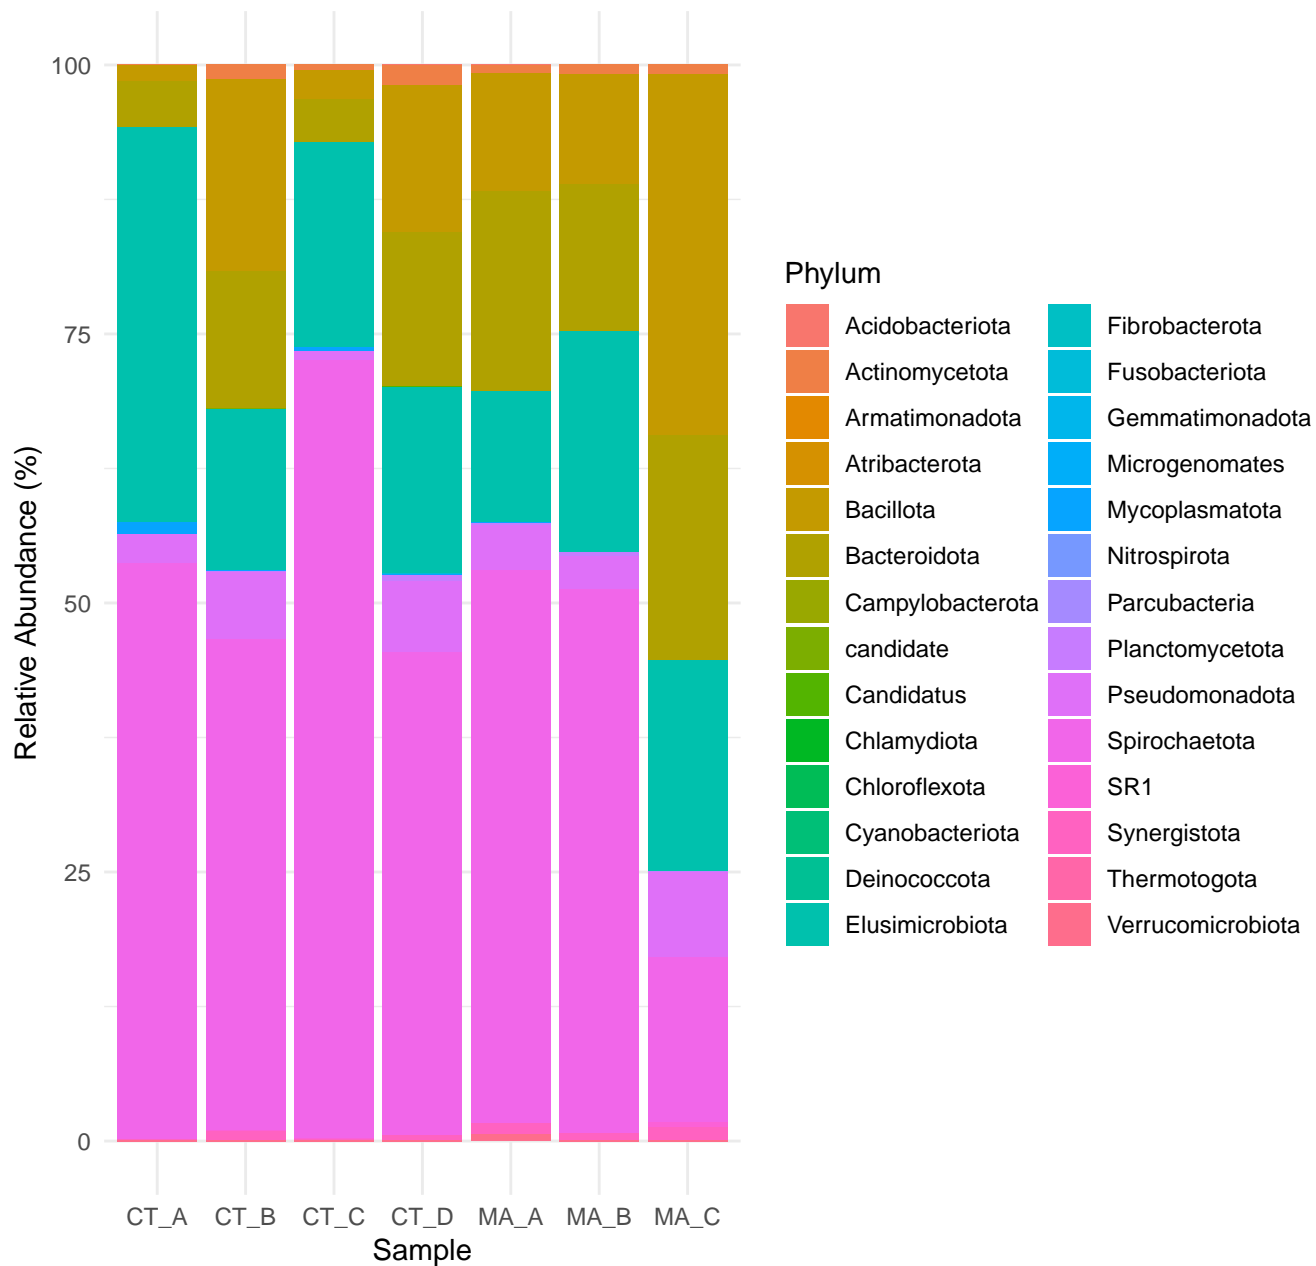 100
75
50
25
0
Relative Abundance (%)
CT_A
CT_B
CT_C
CT_D
MA_A
MA_B
MA_C
Sample
Phylum
Acidobacteriota
Actinomycetota
Armatimonadota
Atribacterota
Bacillota
Bacteroidota
Campylobacterota
candidate
Candidatus
Chlamydiota
Chloroflexota
Cyanobacteriota
Deinococcota
Elusimicrobiota
Fibrobacterota
Fusobacteriota
Gemmatimonadota
Microgenomates
Mycoplasmatota
Nitrospirota
Parcubacteria
Planctomycetota
Pseudomonadota
Spirochaetota
SR1
Synergistota
Thermotogota
Verrucomicrobiota